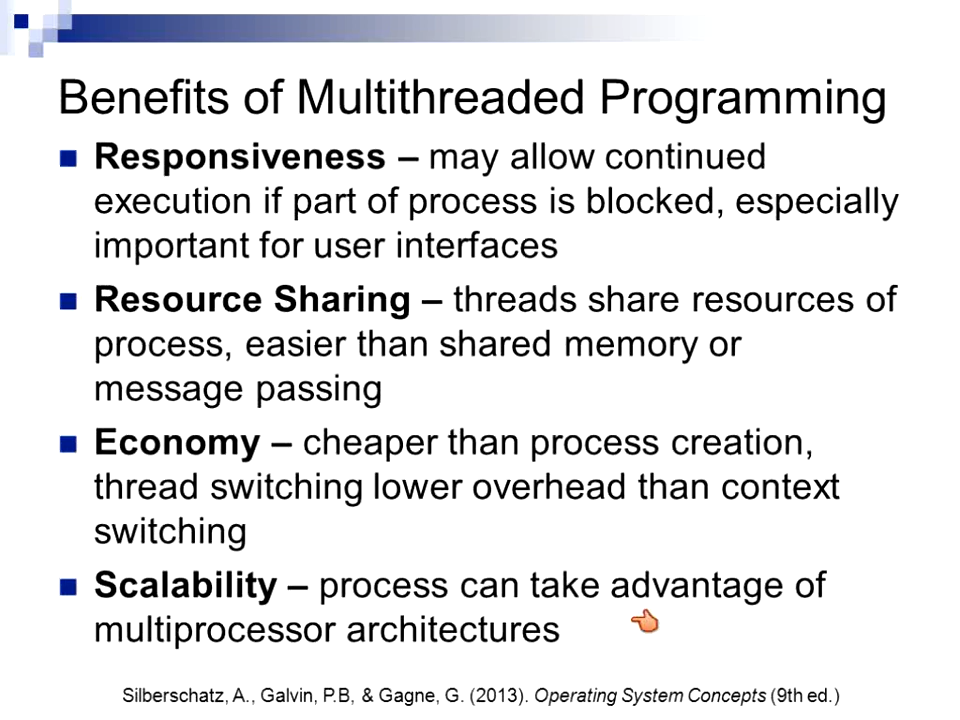 Benefits of Multithreaded Programming
Responsiveness – may allow continued
execution if part of process is blocked, especially
important for user interfaces
Resource Sharing – threads share resources of
process, easier than shared memory or
message passing
Economy – cheaper than process creation,
thread switching lower overhead than context
switching
Scalability – process can take advantage of
multiprocessor architectures
Silberschatz, A., Galvin, P.B, & Gagne, G. (2013). Operating System Concepts (9th ed.)